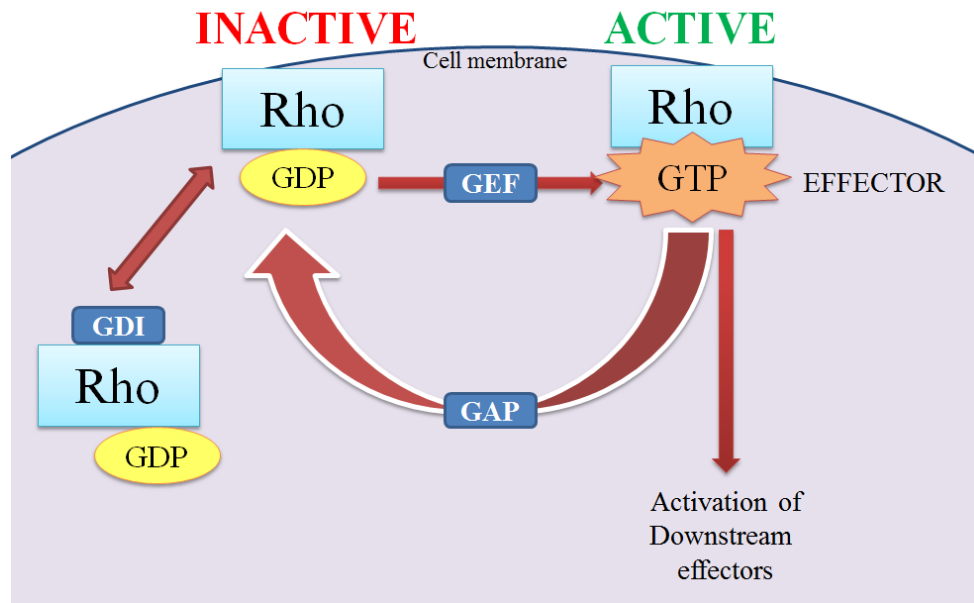 INACTIVE
ACTIVE
Cell membrane
Rho
Rho
GDP
GEF
GTP
EFFECTOR
GDI
Rho
GAP
GDP
Activation of
Downstream
effectors